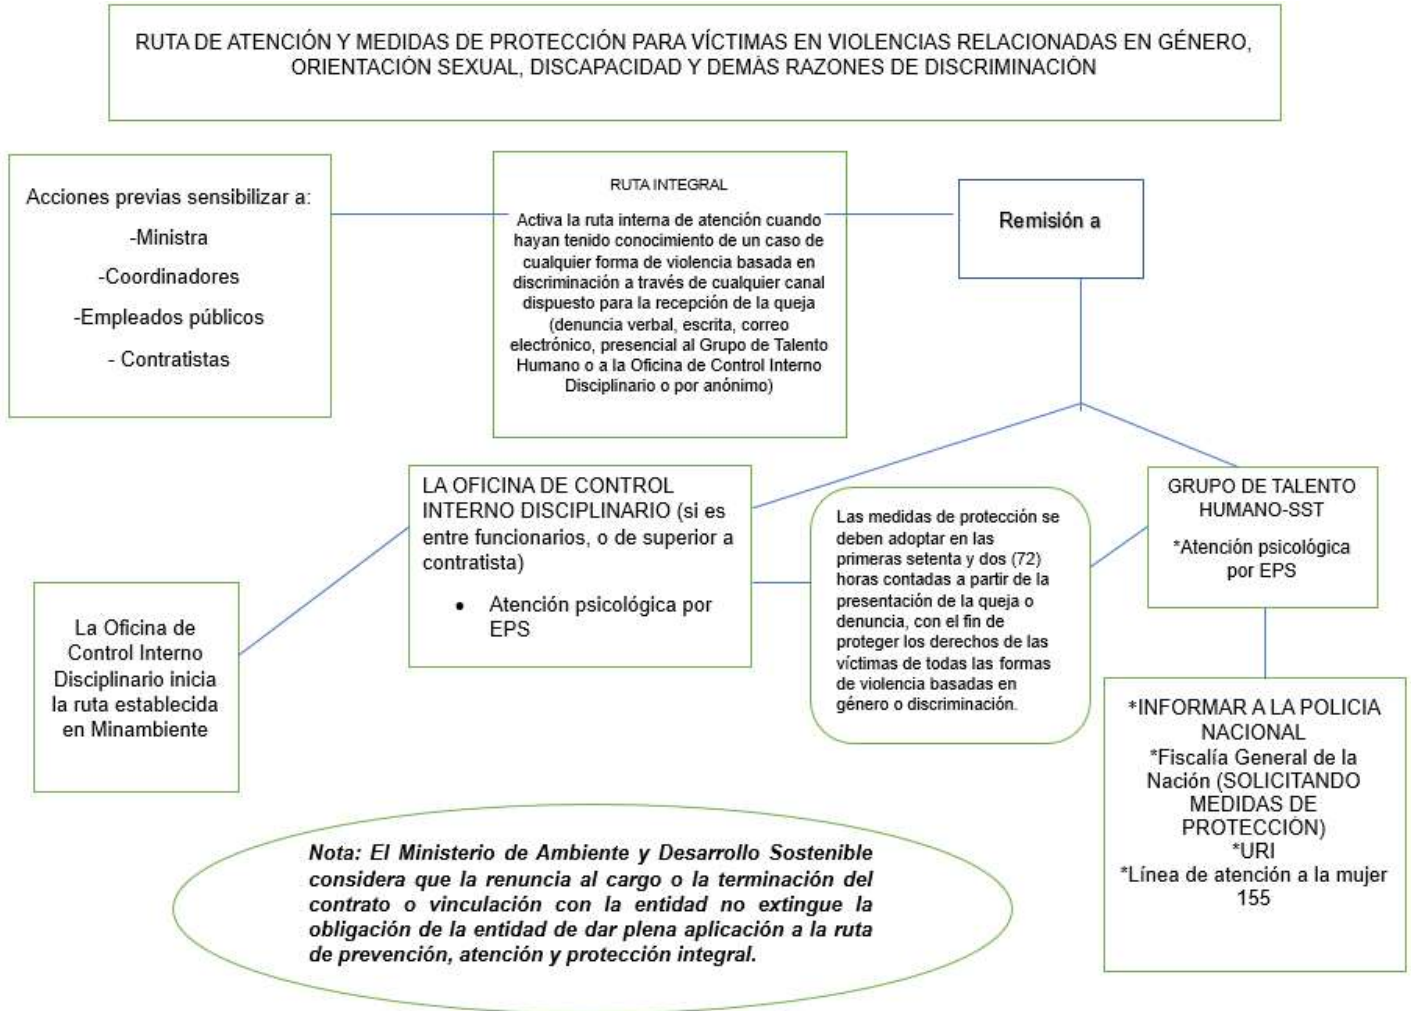 RUTA DE ATENCIÓN Y MEDIDAS DE PROTECCIÓN PARA VÍCTIMAS EN VIOLENCIAS RELACIONADAS EN GÉNERO,
ORIENTACIÓN SEXUAL, DISCAPACIDAD Y DEMÁS RAZONES DE DISCRIMINACIÓN
Acciones previas sensibilizar a:
-Ministra
-Coordinadores
-Empleados públicos
- Contratistas
RUTA INTEGRAL
Activa la ruta interna de atención cuando
hayan tenido conocimiento de un caso de
cualquier forma de violencia basada en
discriminación a través de cualquier canal
dispuesto para la recepción de la queja
(denuncia verbal, escrita, correo
electrónico, presencial al Grupo de Talento
Humano o a la Oficina de Control Interno
Disciplinario o por anónimo)
Remisión a
LA OFICINA DE CONTROL
INTERNO DISCIPLINARIO (si es
entre funcionarios, o de superior a
contratista)
• Atención psicológica por
EPS
Las medidas de protección se
deben adoptar en las
primeras setenta y dos (72)
horas contadas a partir de la
presentación de la queja o
denuncia, con el fin de
proteger los derechos de las
víctimas de todas las formas
de violencia basadas en
género o discriminación.
GRUPO DE TALENTO
HUMANO-SST
*Atención psicológica
por EPS
La Oficina de
Control Interno
Disciplinario inicia
la ruta establecida
en Minambiente
*INFORMAR A LA POLICIA
NACIONAL
*Fiscalía General de la
Nación (SOLICITANDO
MEDIDAS DE
PROTECCIÓN)
*URI
*Línea de atención a la mujer
155
Nota: El Ministerio de Ambiente y Desarrollo Sostenible
considera que la renuncia al cargo o la terminación del
contrato o vinculación con la entidad no extingue la
obligación de la entidad de dar plena aplicación a la ruta
de prevención, atención y protección integral.